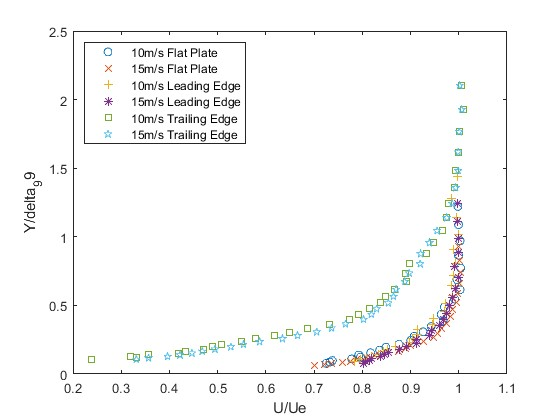 2.5
10m/s Flat Plate
15m/s Flat Plate
10m/s Leading Edge
15m/s Leading Edge
10m/s Trailing Edge
15m/s Trailing Edge
2
1.5
1
0.5
0
Y/delta₉9
0.2 0.3 0.4 0.5 0.6 0.7 0.8 0.9 1 1.1
U/Ue